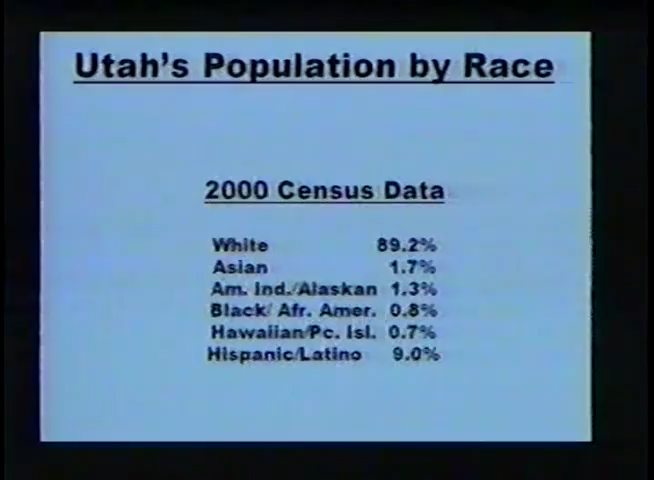 Utah's Population by Race
2000 Census Data
White 89.2%
Asian 1.7%
Am. Ind./Alaskan 1.3%
Black/ Afr. Amer. 0.8%
Hawaiian/Pc. Isl. 0.7%
Hispanic/Latino 9.0%